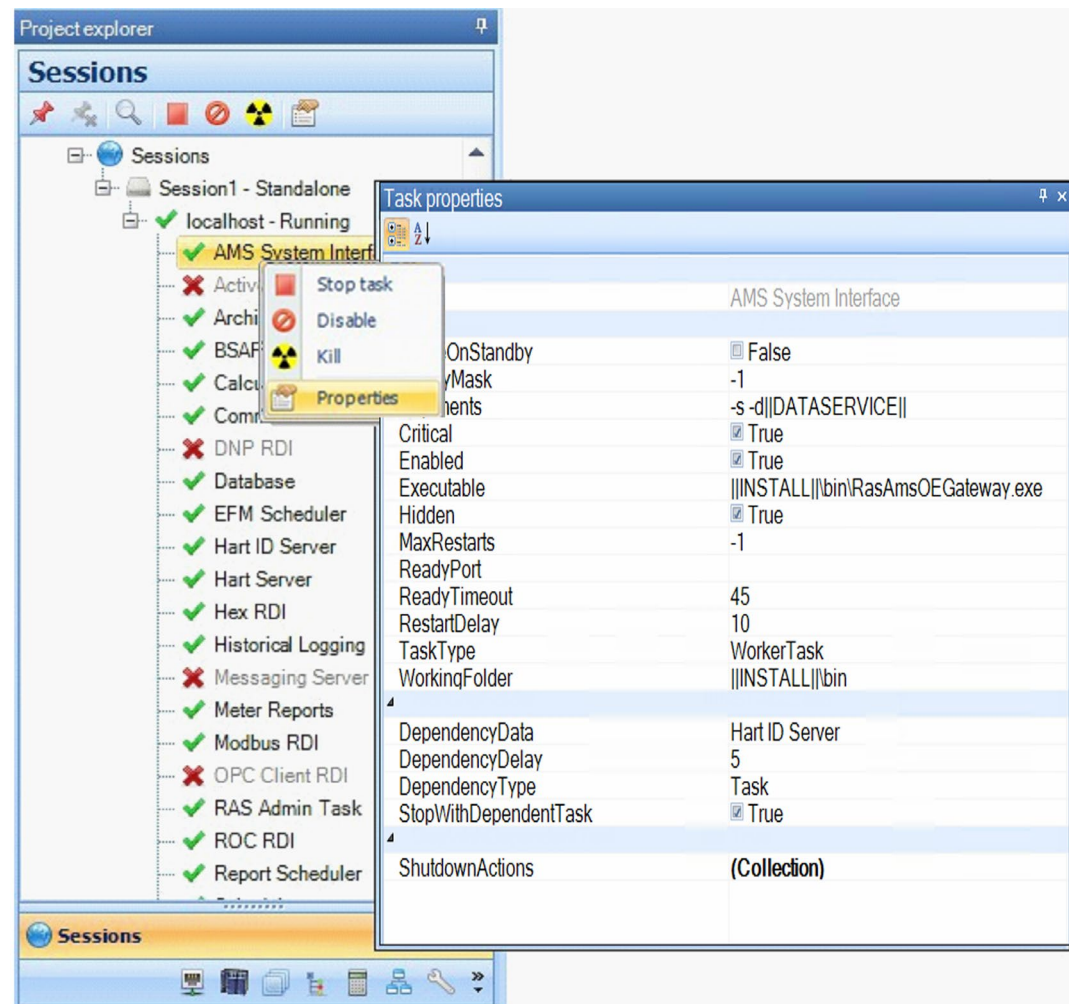 Project explorer
Sessions
Sessions
Session1 - Standalone
localhost - Running
AMS System Interf
Activ
Archi
BSAP
Calcu
Comm
DNP RDI
Database
EFM Scheduler
Hart ID Server
Hart Server
Hex RDI
Historical Logging
Messaging Server
Meter Reports
Modbus RDI
OPC Client RDI
RAS Admin Task
ROC RDI
Report Scheduler
Sessions
Stop task
Disable
Kill
Properties
Task properties
AMS System Interface
OnStandby False
yMask -1
ments -s -d||DATASERVICE||
Critical True
Enabled True
Executable ||INSTALL||\bin\RasAmsOEGateway.exe
Hidden True
MaxRestarts -1
ReadyPort
ReadyTimeout 45
RestartDelay 10
TaskType WorkerTask
WorkingFolder ||INSTALL||\bin
DependencyData Hart ID Server
DependencyDelay 5
DependencyType Task
StopWithDependentTask True
ShutdownActions (Collection)